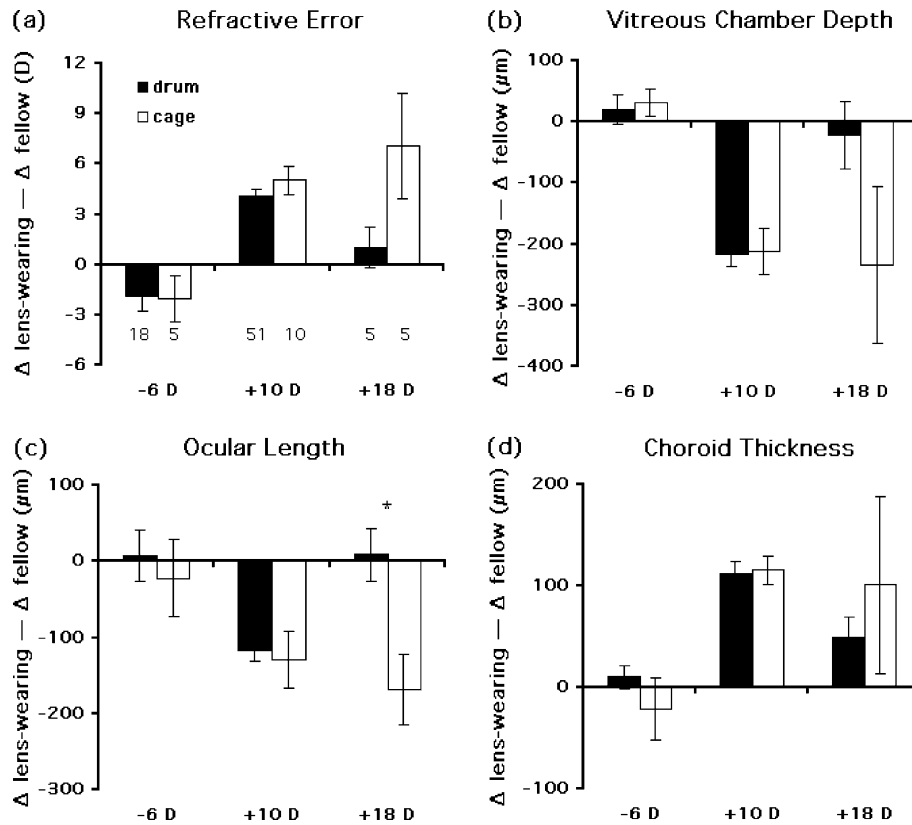 (a) Refractive Error
Δ lens-wearing — Δ fellow (D)
12
9
6
3
0
-3
-6
drum
cage
18 5 51 10 5 5
-6 D +10 D +18 D
(b) Vitreous Chamber Depth
Δ lens-wearing — Δ fellow (µm)
100
0
-100
-200
-300
-400
-6 D +10 D +18 D
(c) Ocular Length
Δ lens-wearing — Δ fellow (µm)
100
0
-100
-200
-300
*
-6 D +10 D +18 D
(d) Choroid Thickness
Δ lens-wearing — Δ fellow (µm)
200
100
0
-100
-6 D +10 D +18 D